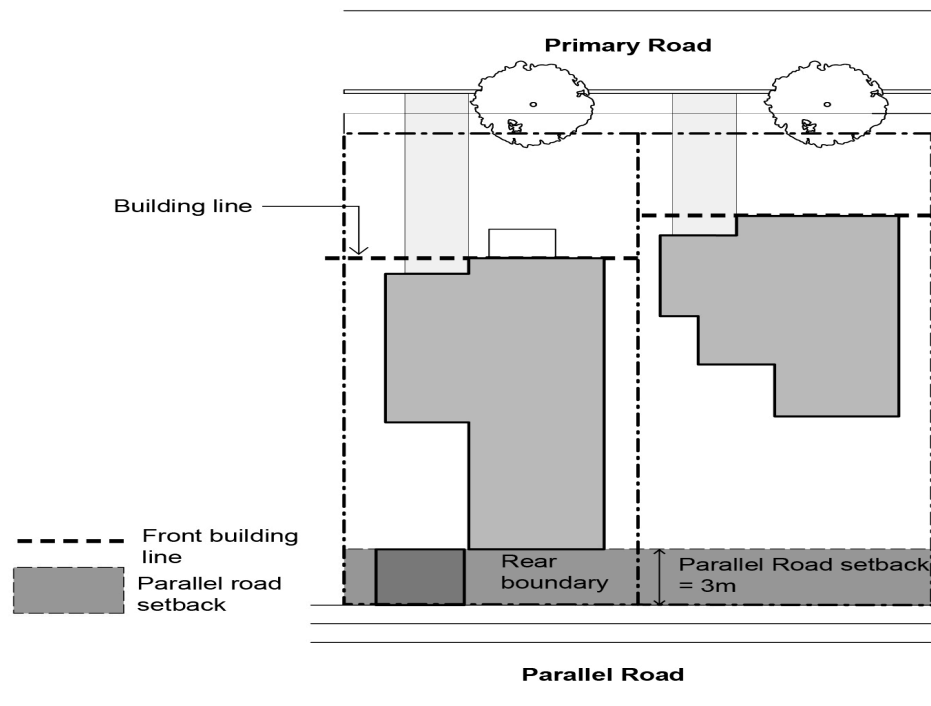 Primary Road
Building line
Front building
line
Parallel road
setback
Rear
boundary
Parallel Road setback
= 3m
Parallel Road